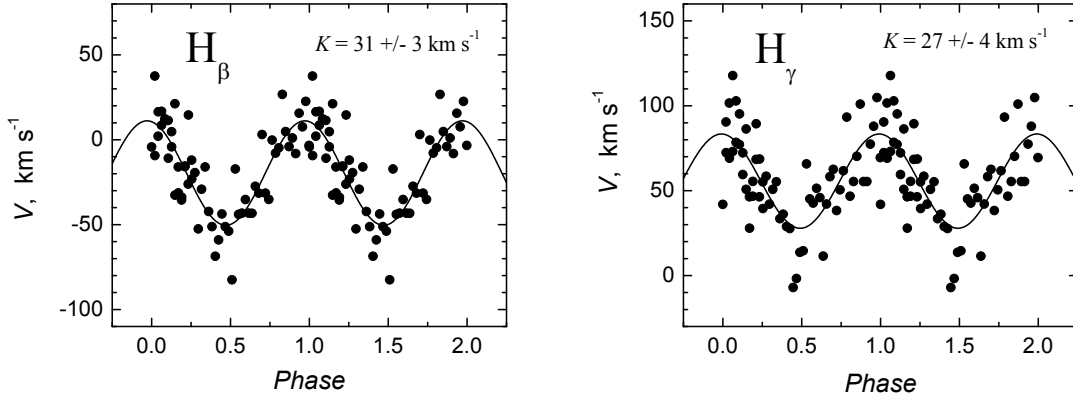 H_β
K = 31 +/- 3 km s⁻¹
50
0
-50
-100
V, km s⁻¹
0.0 0.5 1.0 1.5 2.0
Phase
H_γ
K = 27 +/- 4 km s⁻¹
150
100
50
0
V, km s⁻¹
0.0 0.5 1.0 1.5 2.0
Phase